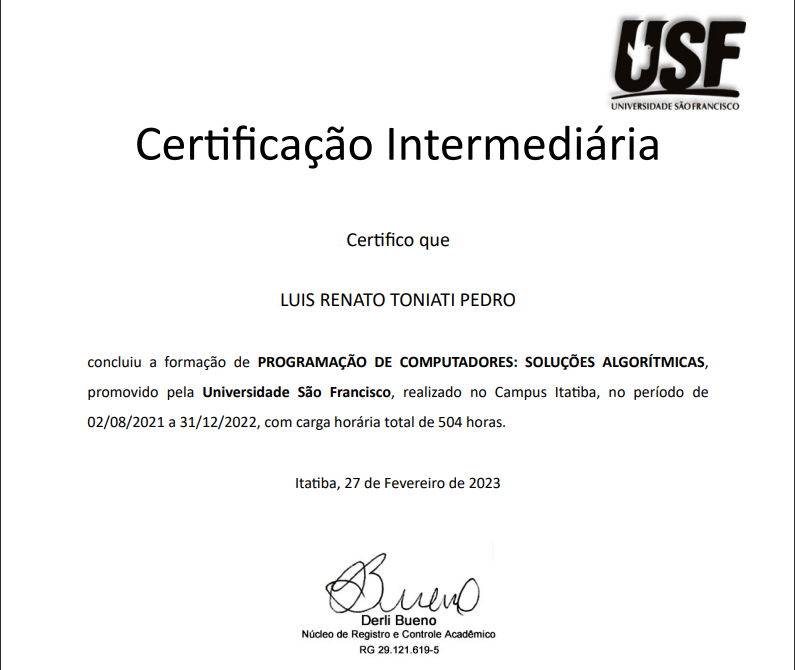 USF
UNIVERSIDADE SÃO FRANCISCO
Certificação Intermediária
Certifico que
LUIS RENATO TONIATI PEDRO
concluiu a formação de PROGRAMAÇÃO DE COMPUTADORES: SOLUÇÕES ALGORÍTMICAS,
promovido pela Universidade São Francisco, realizado no Campus Itatiba, no período de
02/08/2021 a 31/12/2022, com carga horária total de 504 horas.
Itatiba, 27 de Fevereiro de 2023
Bueno
Derli Bueno
Núcleo de Registro e Controle Acadêmico
RG 29.121.619-5